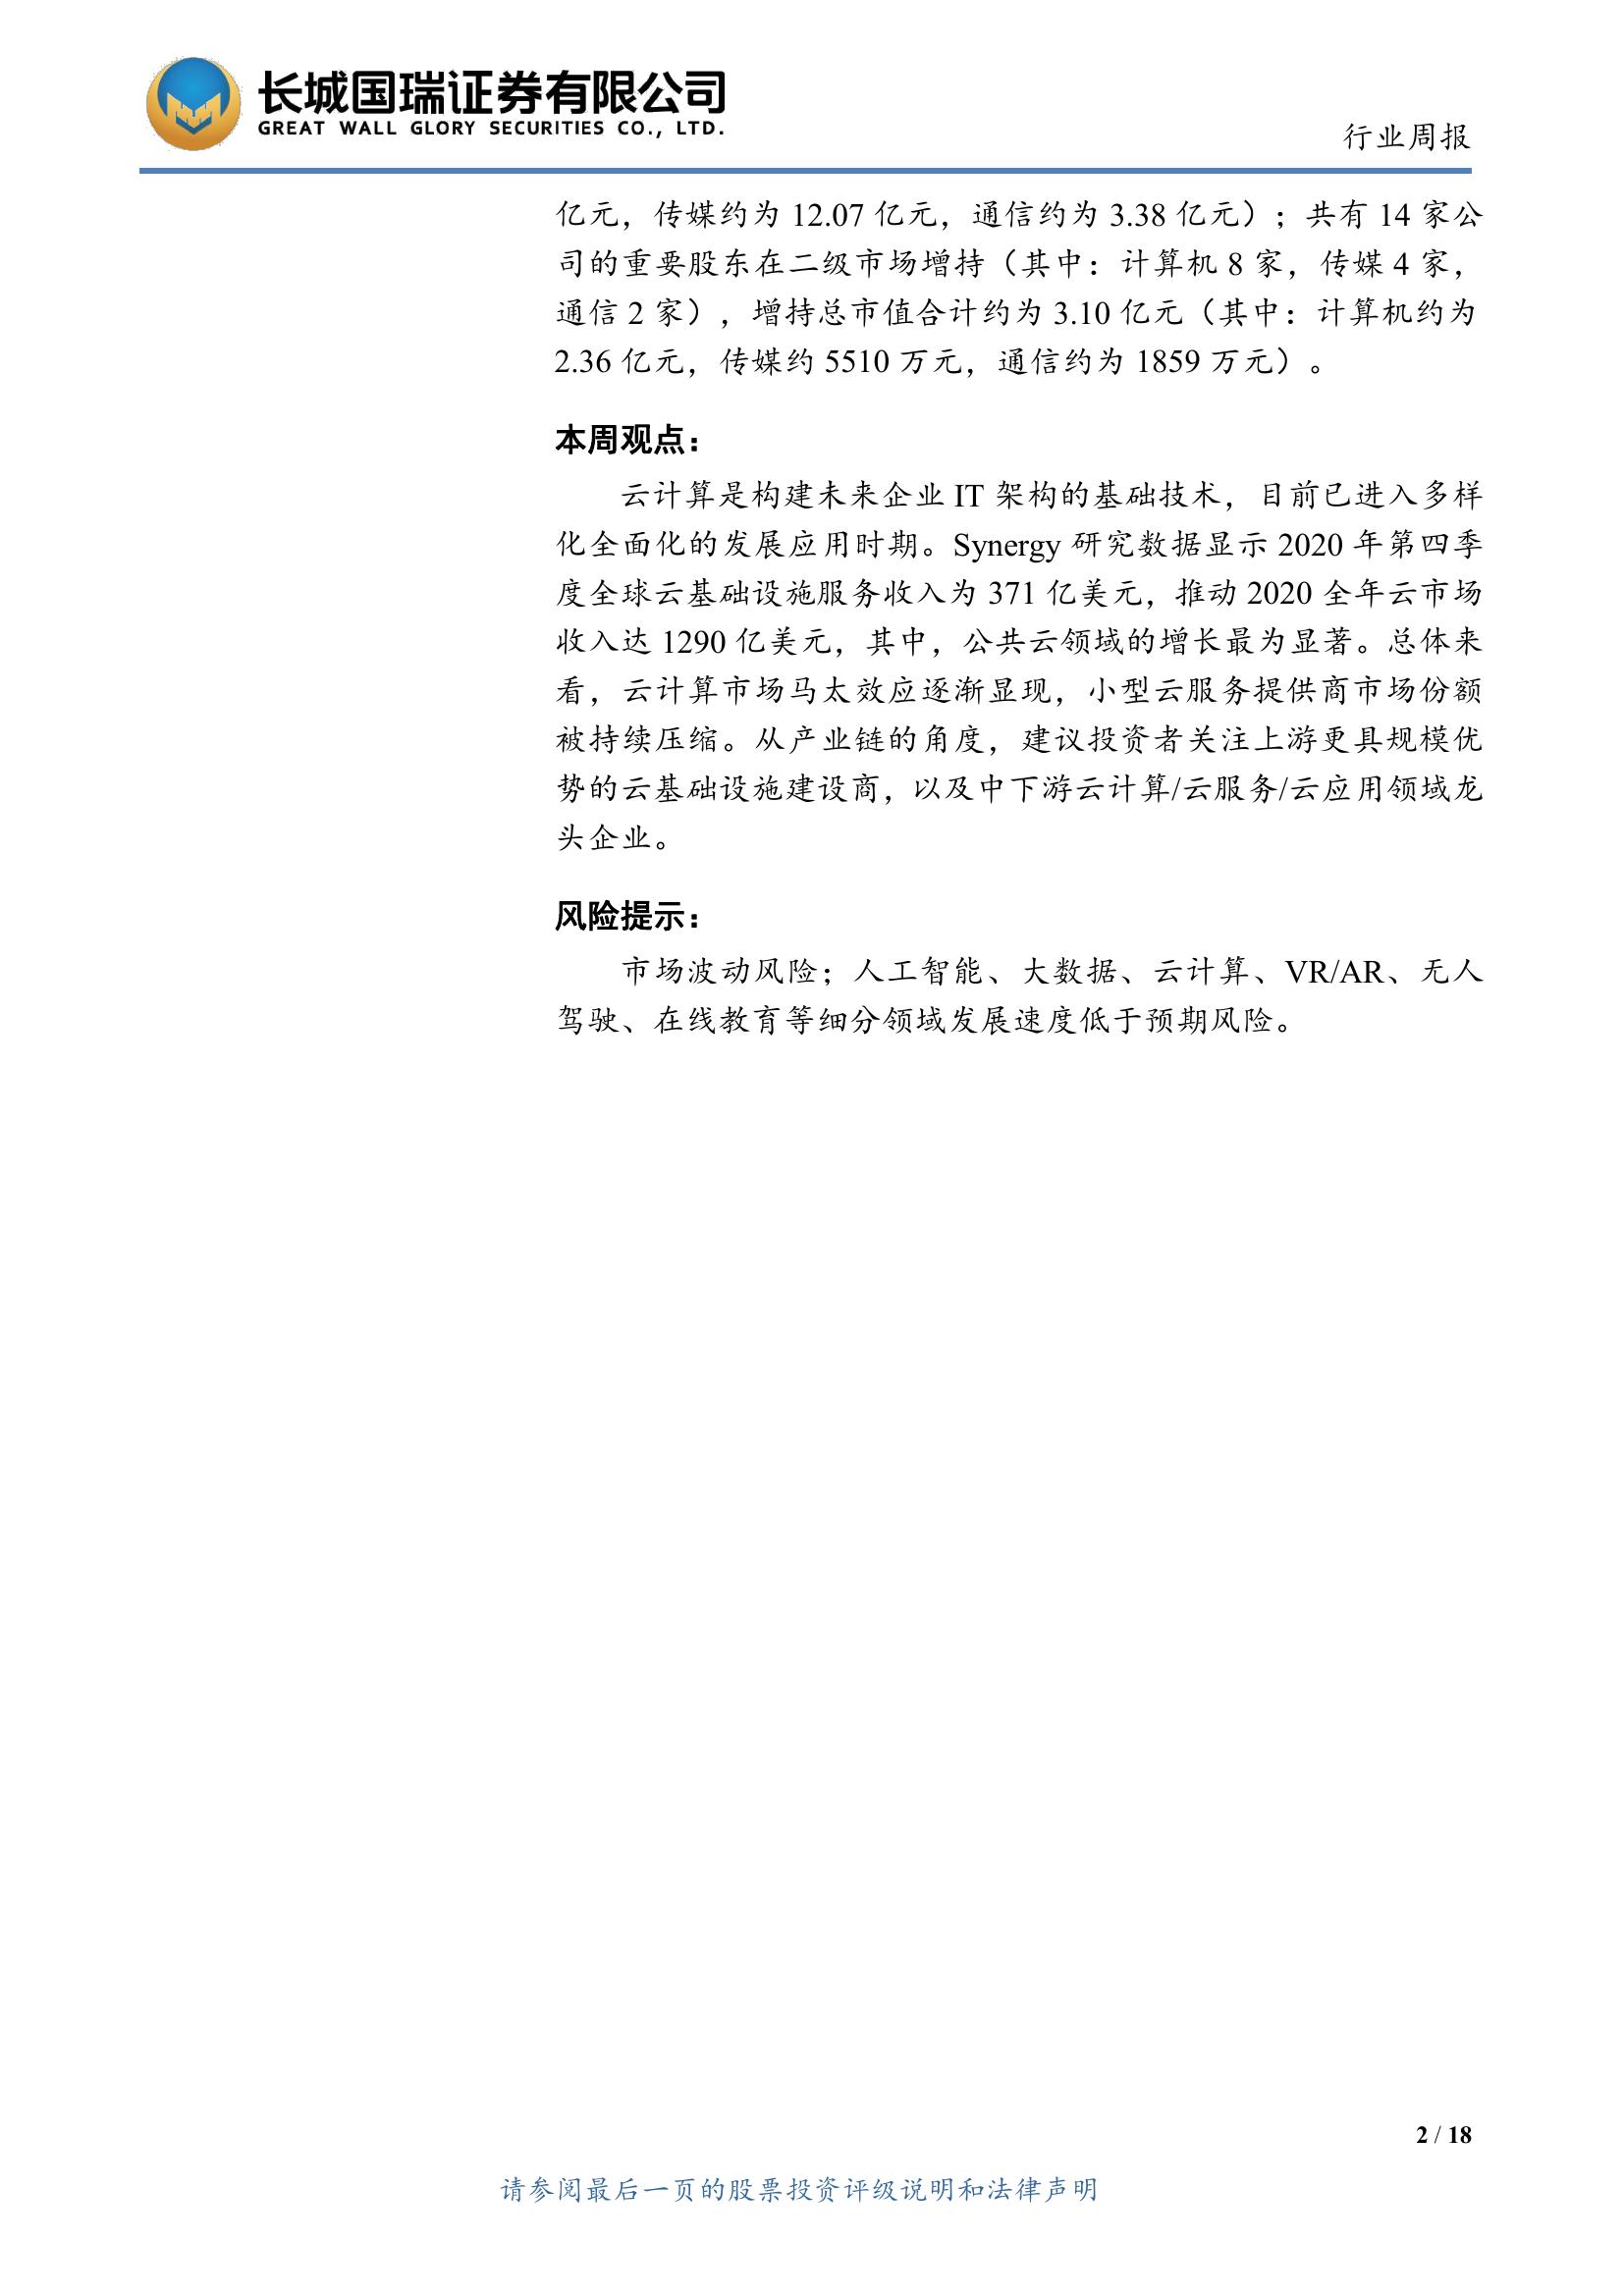 长城国瑞证券有限公司
GREAT WALL GLORY SECURITIES CO., LTD.
行业周报
亿元，传媒约为 12.07 亿元，通信约为 3.38 亿元）；共有 14 家公
司的重要股东在二级市场增持（其中：计算机 8 家，传媒 4 家，
通信 2 家），增持总市值合计约为 3.10 亿元（其中：计算机约为
2.36 亿元，传媒约 5510 万元，通信约为 1859 万元）。
本周观点：
云计算是构建未来企业 IT 架构的基础技术，目前已进入多样
化全面化的发展应用时期。Synergy 研究数据显示 2020 年第四季
度全球云基础设施服务收入为 371 亿美元，推动 2020 全年云市场
收入达 1290 亿美元，其中，公共云领域的增长最为显著。总体来
看，云计算市场马太效应逐渐显现，小型云服务提供商市场份额
被持续压缩。从产业链的角度，建议投资者关注上游更具规模优
势的云基础设施建设商，以及中下游云计算/云服务/云应用领域龙
头企业。
风险提示：
市场波动风险；人工智能、大数据、云计算、VR/AR、无人
驾驶、在线教育等细分领域发展速度低于预期风险。
2 / 18
请参阅最后一页的股票投资评级说明和法律声明